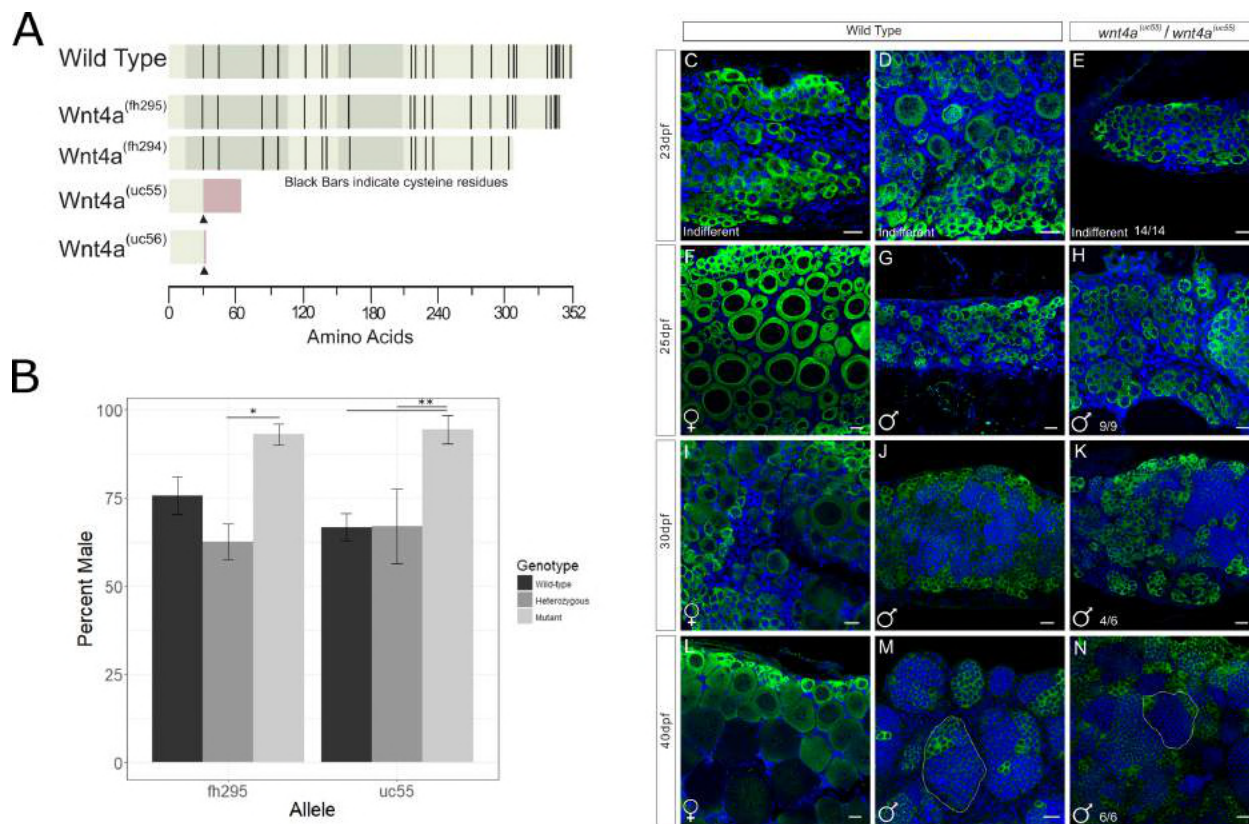 A
Wild Type
Wnt4a(fh295)
Wnt4a(fh294)
Black Bars indicate cysteine residues
Wnt4a(uc55)
Wnt4a(uc56)
0 60 120 180 240 300 352
Amino Acids
B
Percent Male
100
75
50
25
0
* **
fh295 uc55
Allele
Genotype
Wild-type
Heterozygous
Mutant
Wild Type
wnt4a(uc55) / wnt4a(uc55)
23dpf
C
Indifferent
D
Indifferent
E
Indifferent 14/14
25dpf
F
♀
G
♂
H
♂ 9/9
30dpf
I
♀
J
♂
K
♂ 4/6
40dpf
L
♀
M
♂
N
♂ 6/6